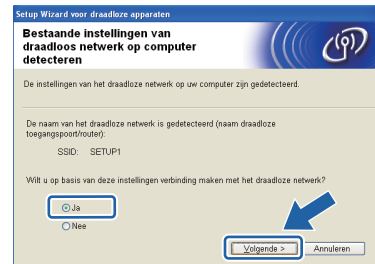 Setup Wizard voor draadloze apparaten
Bestaande instellingen van
draadloos netwerk op computer
detecteren
De instellingen van het draadloze netwerk op uw computer zijn gedetecteerd.
De naam van het draadloze netwerk is gedetecteerd (naam draadloze
toegangspoort/router):
SSID: SETUP1
Wilt u op basis van deze instellingen verbinding maken met het draadloze netwerk?
Ja
Nee
Volgende >
Annuleren